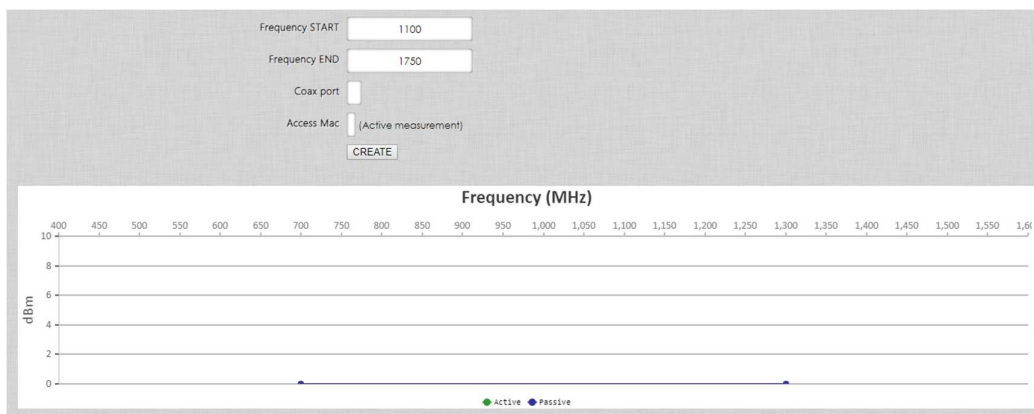 Frequency START 1100
Frequency END 1750
Coax port
Access Mac (Active measurement)
CREATE
Frequency (MHz)
400 450 500 550 600 650 700 750 800 850 900 950 1,000 1,050 1,100 1,150 1,200 1,250 1,300 1,350 1,400 1,450 1,500 1,550 1,60
10
8
6
dBm
4
2
0
Active Passive